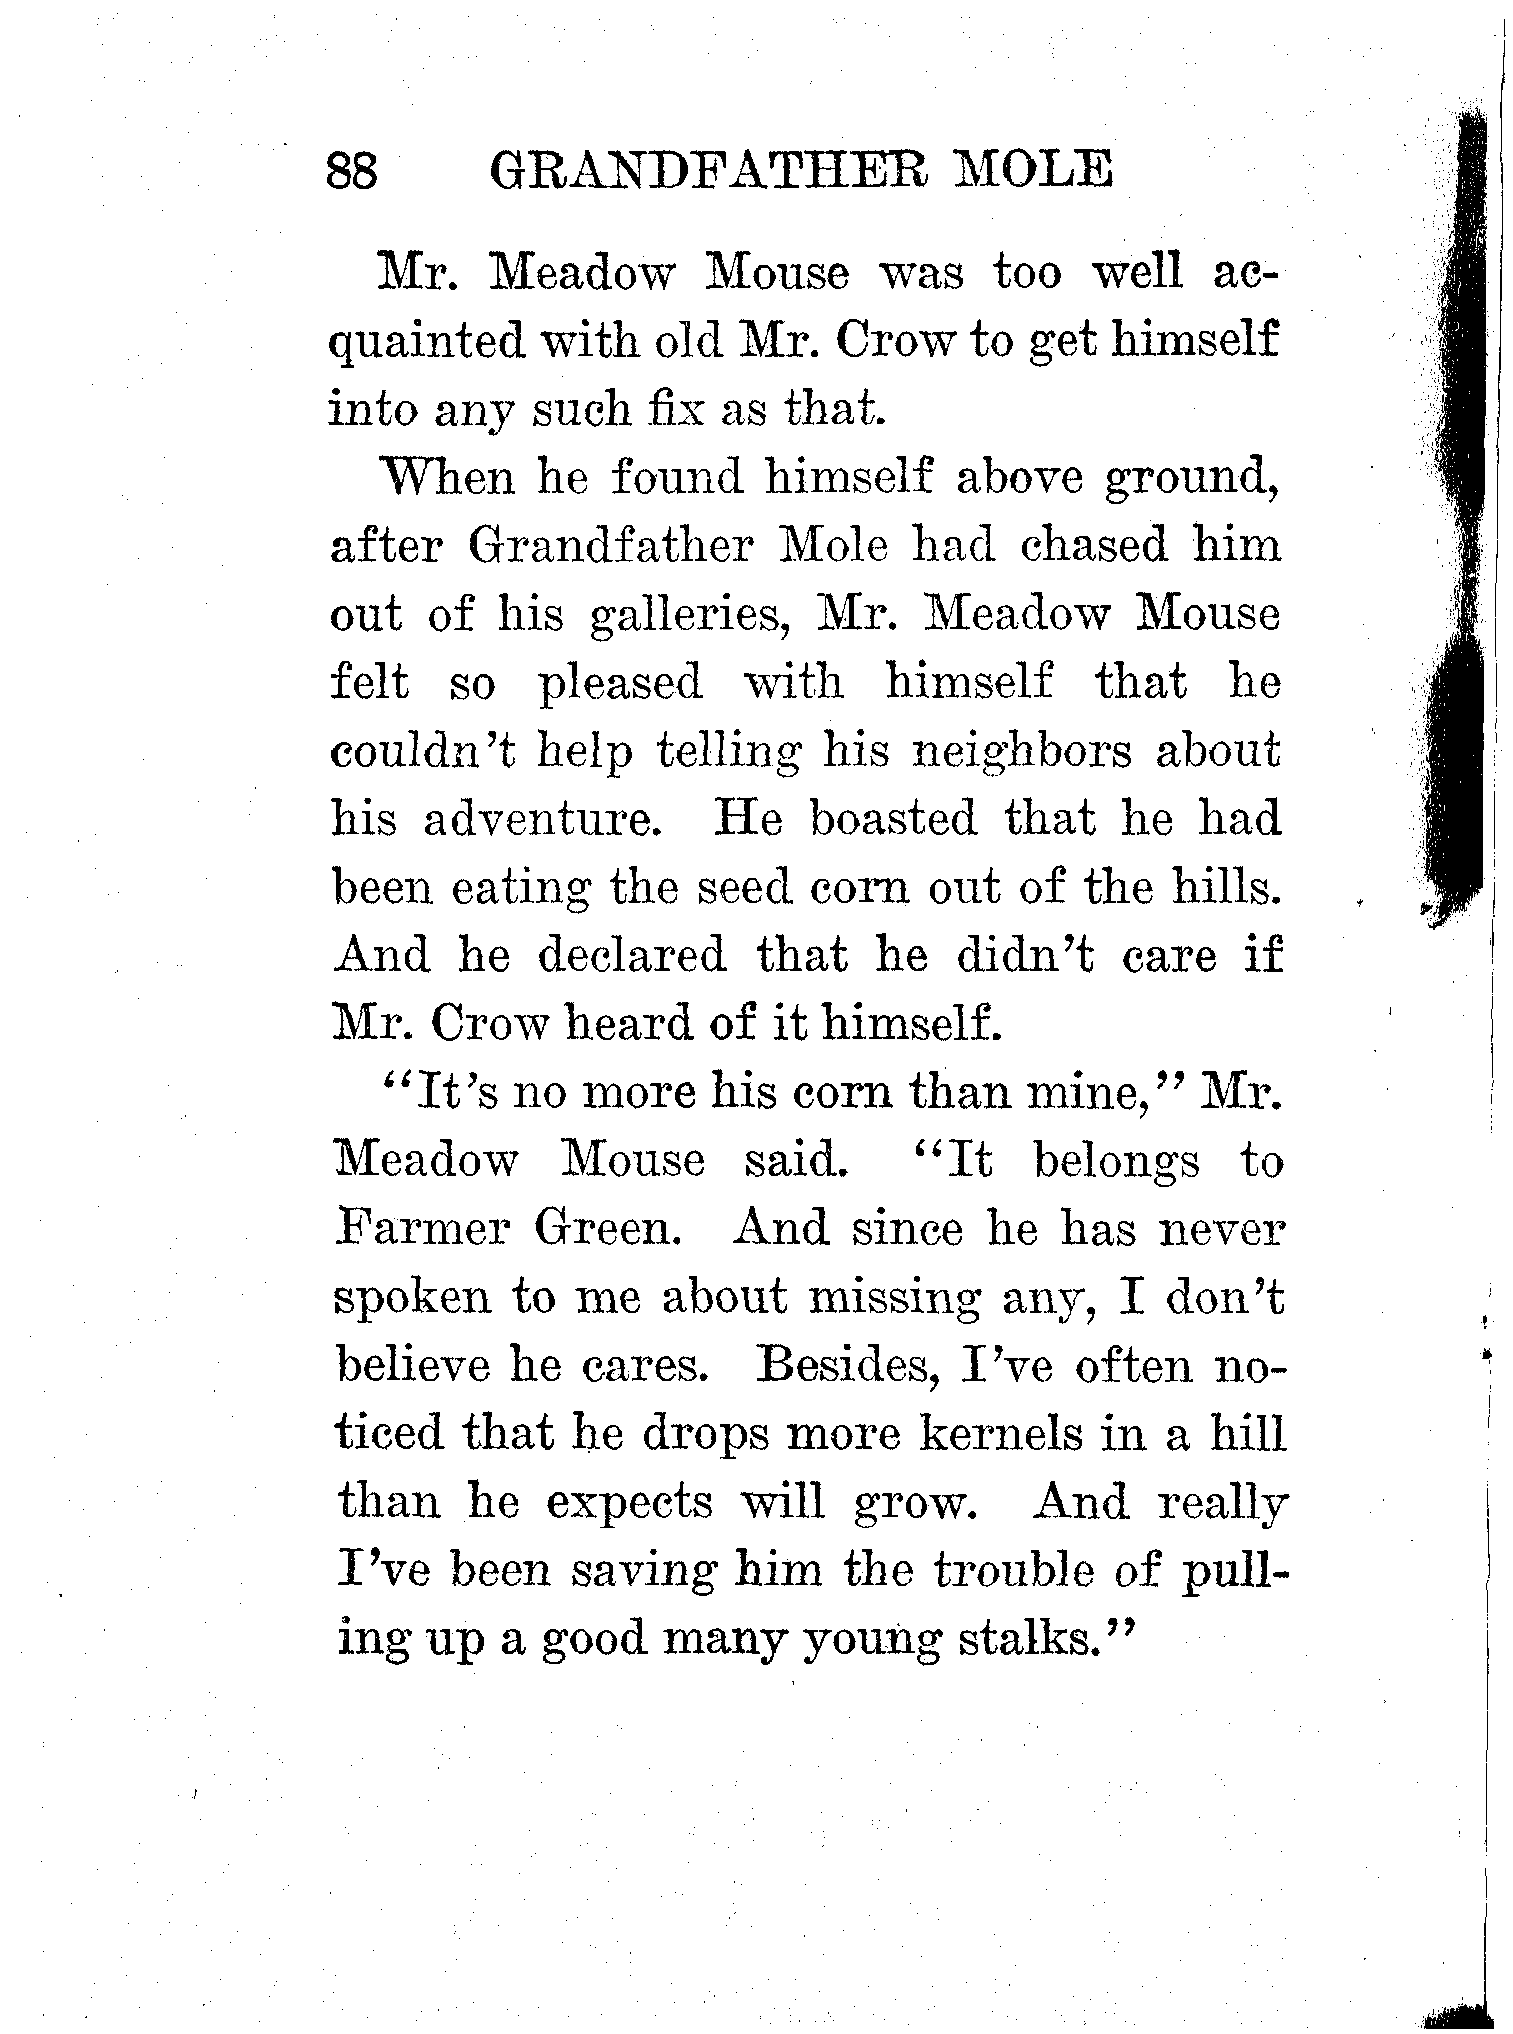 88 GRANDFATHER MOLE
Mr. Meadow Mouse was too well ac-
quainted with old Mr. Crow to get himself
into any such fix as that.
When he found himself above ground,
after Grandfather Mole had chased him
out of his galleries, Mr. Meadow Mouse
felt so pleased with himself that he
couldn't help telling his neighbors about
his adventure. He boasted that he had
been eating the seed corn out of the hills.
And he declared that he didn't care if
Mr. Crow heard of it himself.
"It's no more his corn than mine," Mr.
Meadow Mouse said. "It belongs to
Farmer Green. And since he has never
spoken to me about missing any, I don't
believe he cares. Besides, I've often no-
ticed that he drops more kernels in a hill
than he expects will grow. And really
I've been saving him the trouble of pull-
ing up a good many young stalks."